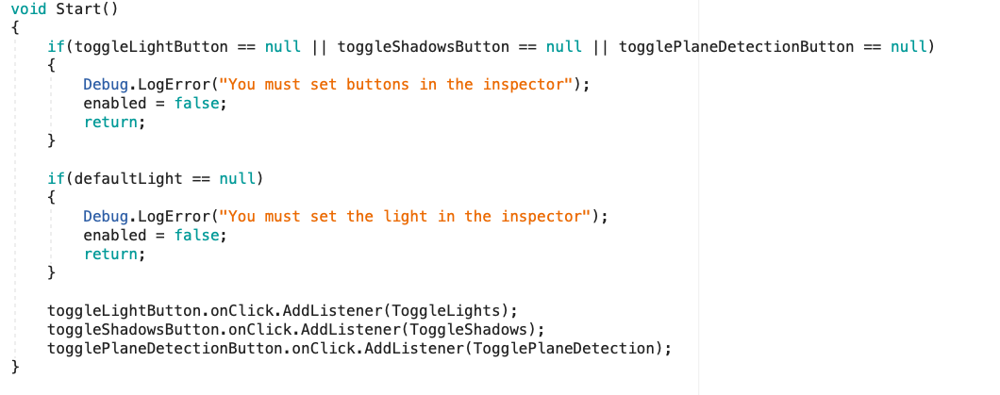 void Start()
{
    if(toggleLightButton == null || toggleShadowsButton == null || togglePlaneDetectionButton == null)
    {
        Debug.LogError("You must set buttons in the inspector");
        enabled = false;
        return;
    }

    if(defaultLight == null)
    {
        Debug.LogError("You must set the light in the inspector");
        enabled = false;
        return;
    }

    toggleLightButton.onClick.AddListener(ToggleLights);
    toggleShadowsButton.onClick.AddListener(ToggleShadows);
    togglePlaneDetectionButton.onClick.AddListener(TogglePlaneDetection);
}